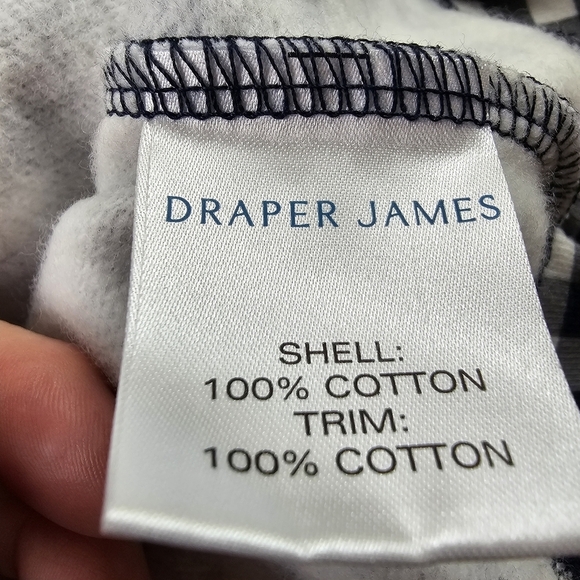 DRAPER JAMES
SHELL:
100% COTTON
TRIM:
100% COTTON